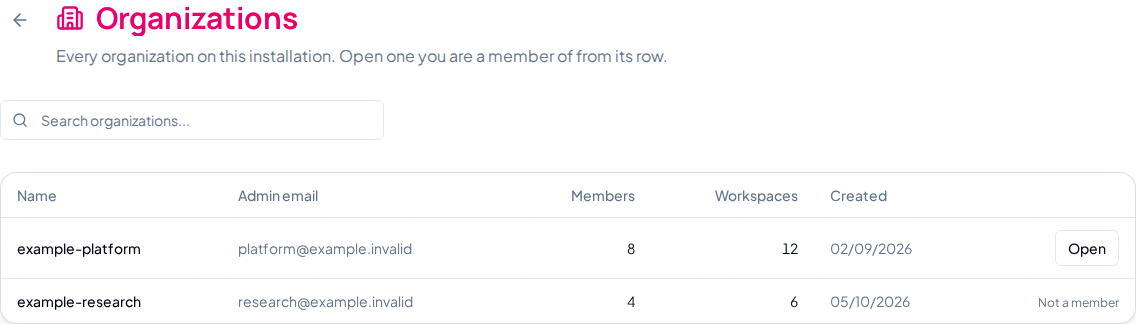 Organizations
Every organization on this installation. Open one you are a member of from its row.
Search organizations...
Name Admin email Members Workspaces Created
example-platform platform@example.invalid 8 12 02/09/2026 Open
example-research research@example.invalid 4 6 05/10/2026 Not a member